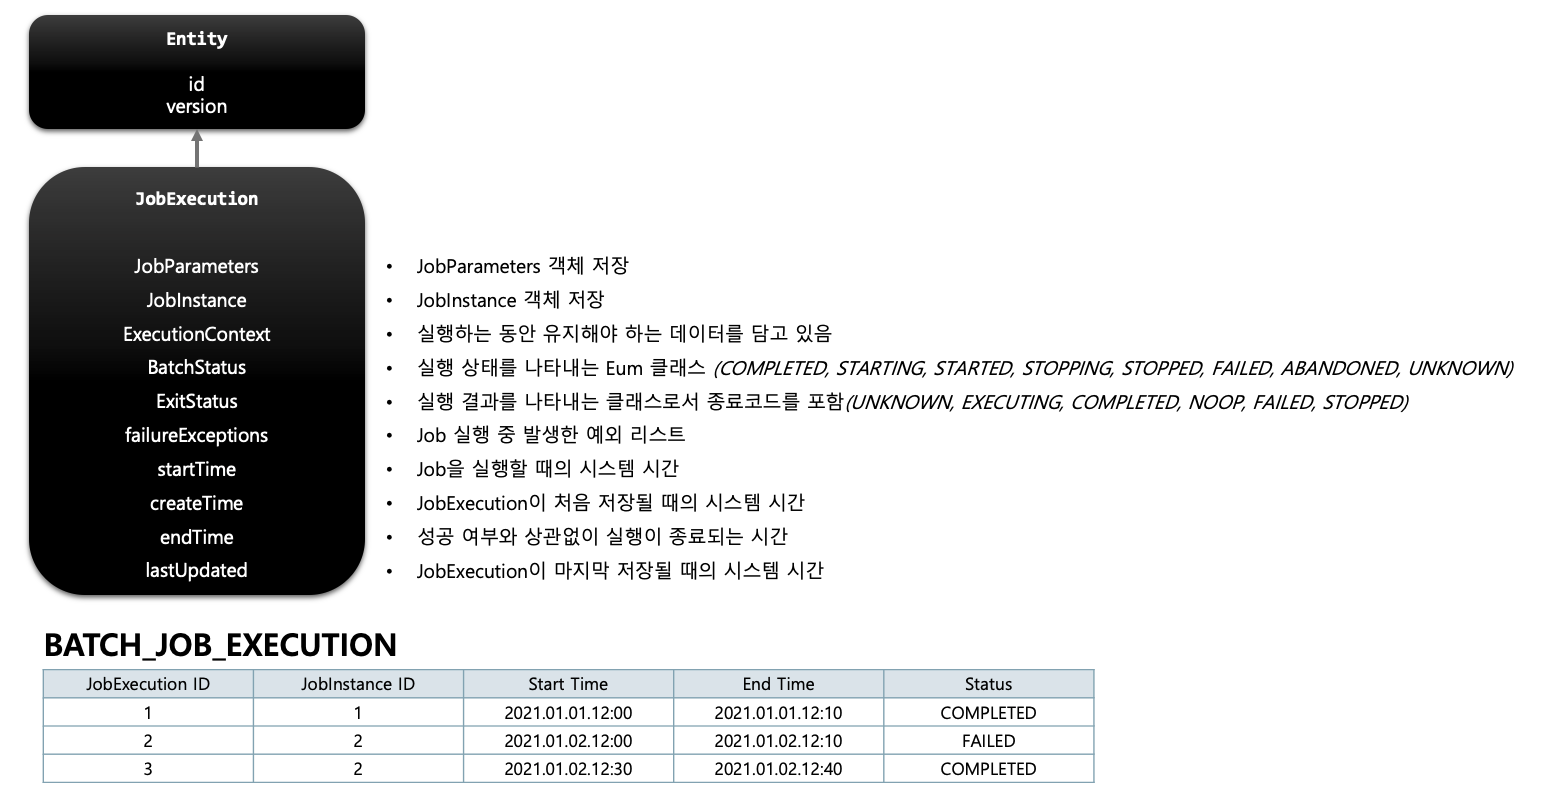 Entity
id
version
JobExecution
JobParameters • JobParameters 객체 저장
JobInstance • JobInstance 객체 저장
ExecutionContext • 실행하는 동안 유지해야 하는 데이터를 담고 있음
BatchStatus • 실행 상태를 나타내는 Eum 클래스 (COMPLETED, STARTING, STARTED, STOPPING, STOPPED, FAILED, ABANDONED, UNKNOWN)
ExitStatus • 실행 결과를 나타내는 클래스로서 종료코드를 포함(UNKNOWN, EXECUTING, COMPLETED, NOOP, FAILED, STOPPED)
failureExceptions • Job 실행 중 발생한 예외 리스트
startTime • Job을 실행할 때의 시스템 시간
createTime • JobExecution이 처음 저장될 때의 시스템 시간
endTime • 성공 여부와 상관없이 실행이 종료되는 시간
lastUpdated • JobExecution이 마지막 저장될 때의 시스템 시간
BATCH_JOB_EXECUTION
JobExecution ID JobInstance ID Start Time End Time Status
1 1 2021.01.01.12:00 2021.01.01.12:10 COMPLETED
2 2 2021.01.02.12:00 2021.01.02.12:10 FAILED
3 2 2021.01.02.12:30 2021.01.02.12:40 COMPLETED